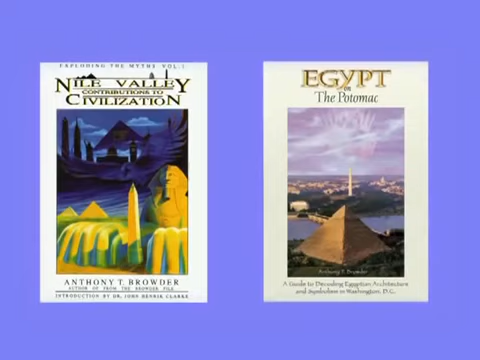 EXPLODING THE MYTHS VOL. 1
NILE VALLEY
CONTRIBUTIONS TO
CIVILIZATION
ANTHONY T. BROWDER
AUTHOR OF FROM THE BROWDER FILE
INTRODUCTION BY DR. JOHN HENRIK CLARKE
EGYPT
ON
The Potomac
Anthony T. Browder
A Guide to Decoding Egyptian Architecture
and Symbolism in Washington, D.C.